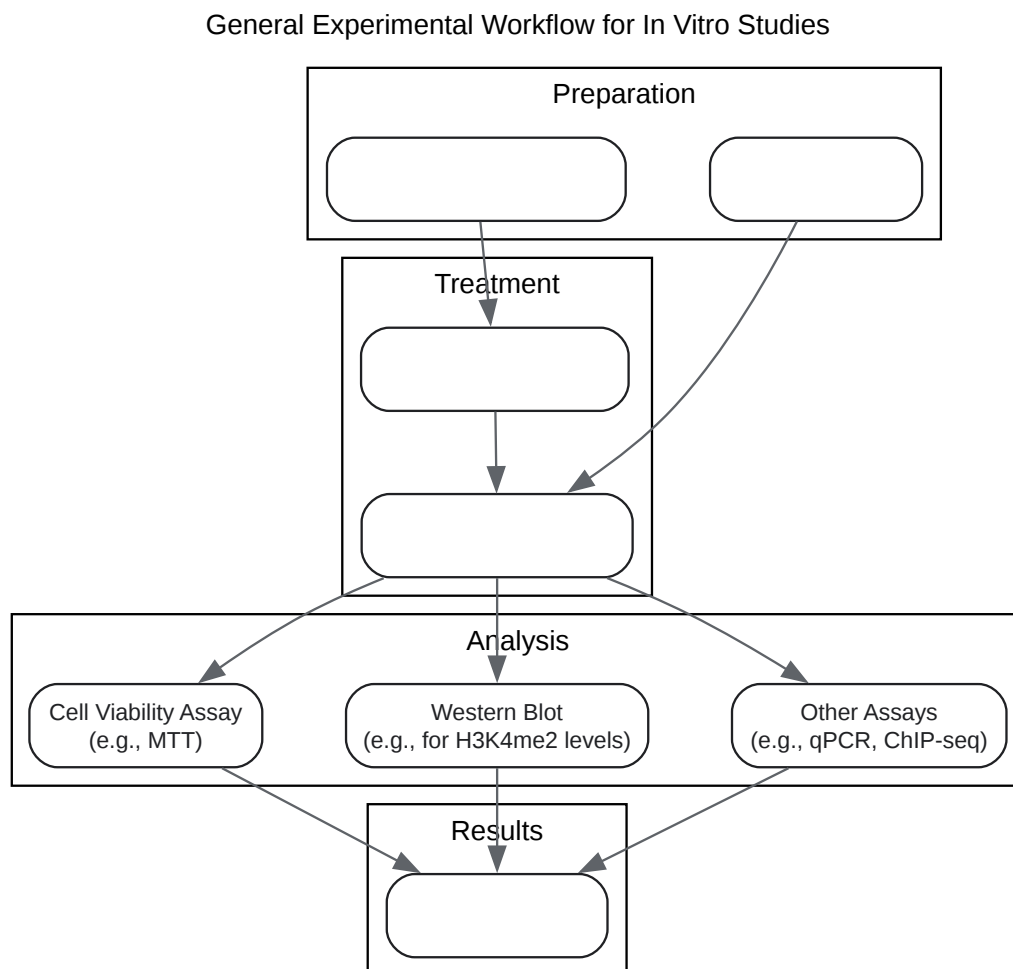 General Experimental Workflow for In Vitro Studies
Preparation
Treatment
Analysis
Cell Viability Assay
(e.g., MTT)
Western Blot
(e.g., for H3K4me2 levels)
Other Assays
(e.g., qPCR, ChIP-seq)
Results